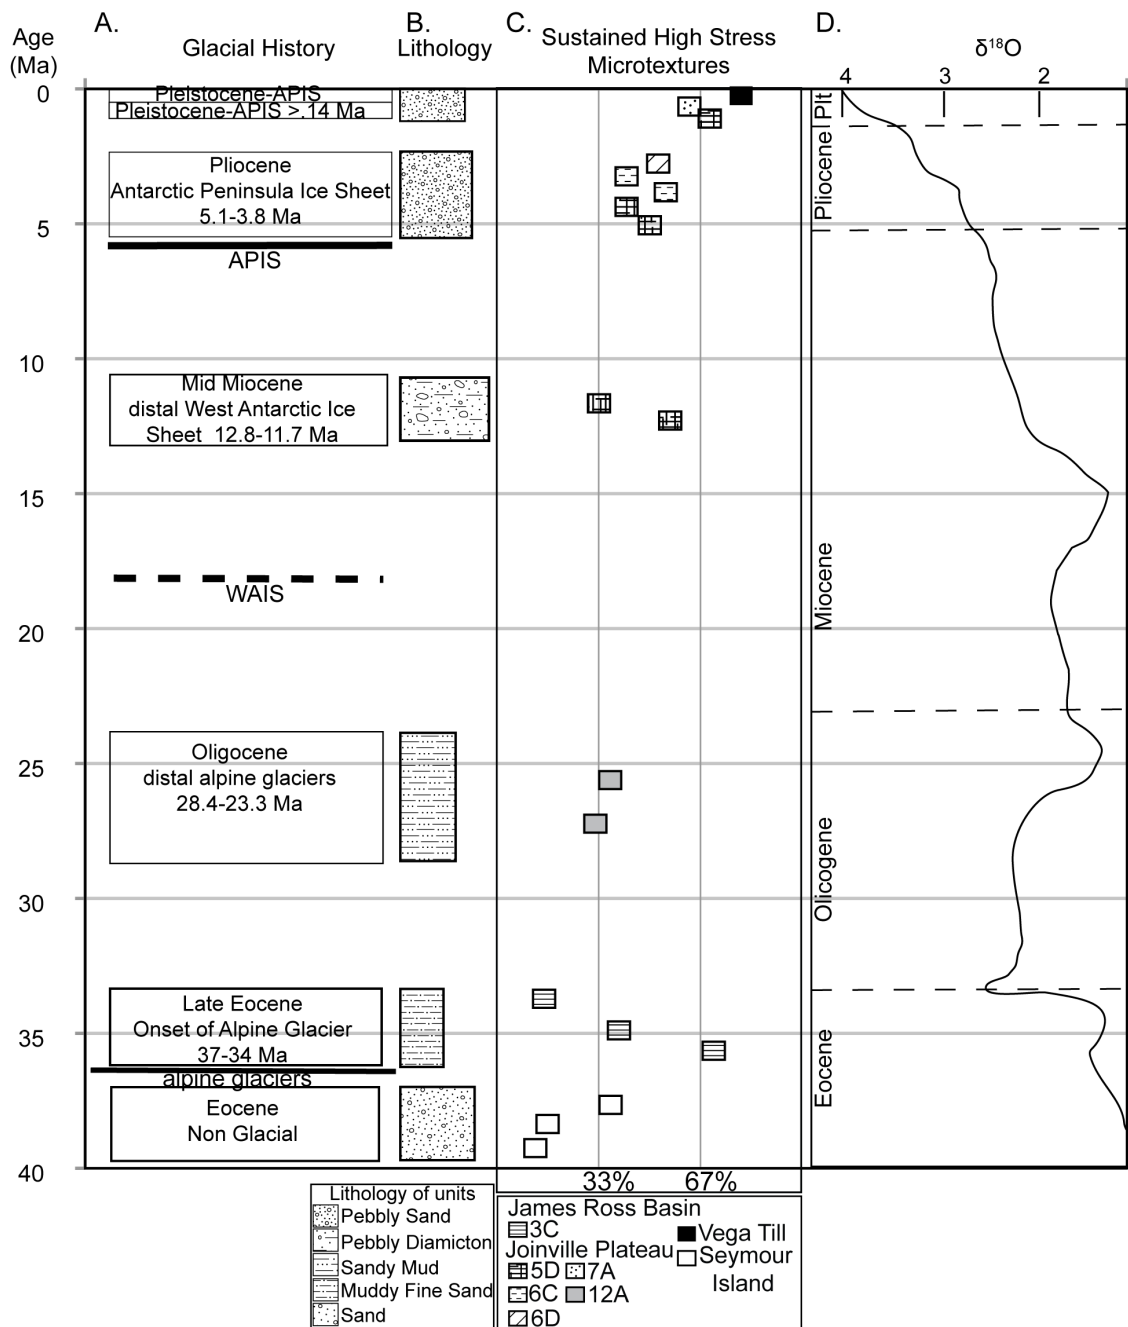 A.
B.
C.
D.
Age
(Ma)
Glacial History
Lithology
Sustained High Stress
Microtextures
δ18O
4
3
2
0
5
10
15
20
25
30
35
40
Pleistocene-APIS
Pleistocene-APIS >.14 Ma
Pliocene
Antarctic Peninsula Ice Sheet
5.1-3.8 Ma
APIS
Mid Miocene
distal West Antarctic Ice
Sheet 12.8-11.7 Ma
WAIS
Oligocene
distal alpine glaciers
28.4-23.3 Ma
Late Eocene
Onset of Alpine Glacier
37-34 Ma
alpine glaciers
Eocene
Non Glacial
Plt
Pliocene
Miocene
Olicogene
Eocene
33%
67%
Lithology of units
Pebbly Sand
Pebbly Diamicton
Sandy Mud
Muddy Fine Sand
Sand
James Ross Basin
3C
Joinville Plateau
5D
7A
6C
12A
6D
Vega Till
Seymour
Island